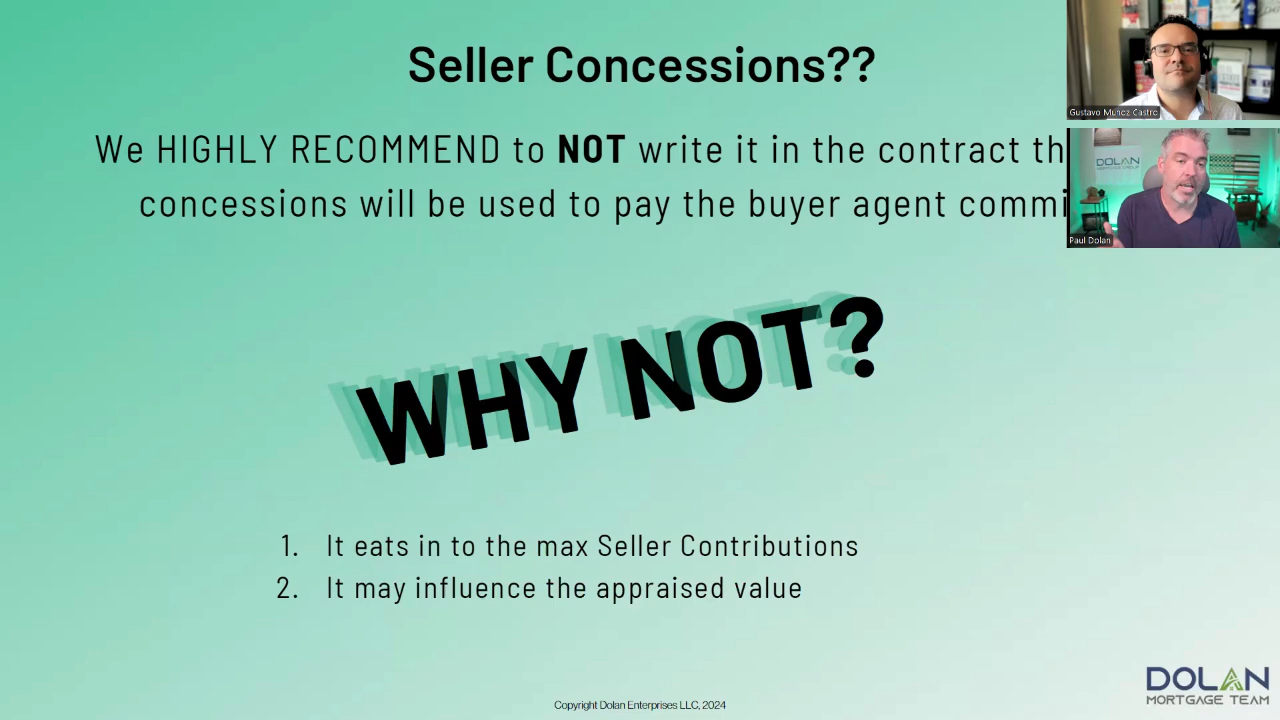 Seller Concessions??
We HIGHLY RECOMMEND to NOT write it in the contract th
concessions will be used to pay the buyer agent commi
WHY NOT?
1. It eats in to the max Seller Contributions
2. It may influence the appraised value
Gustavo Munoz Castro
DOLAN
Paul Dolan
DOLAN
MORTGAGE TEAM
Copyright Dolan Enterprises LLC, 2024